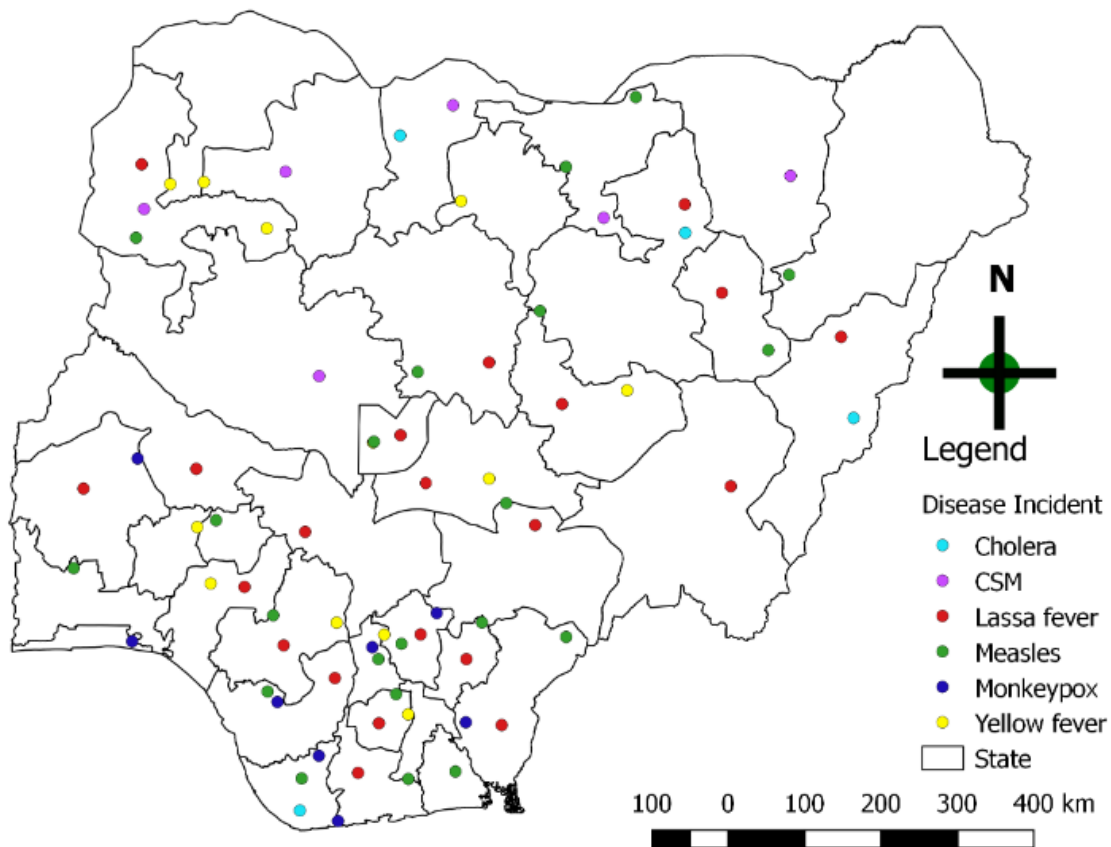 N
Legend
Disease Incident
Cholera
CSM
Lassa fever
Measles
Monkeypox
Yellow fever
State
100 0 100 200 300 400 km